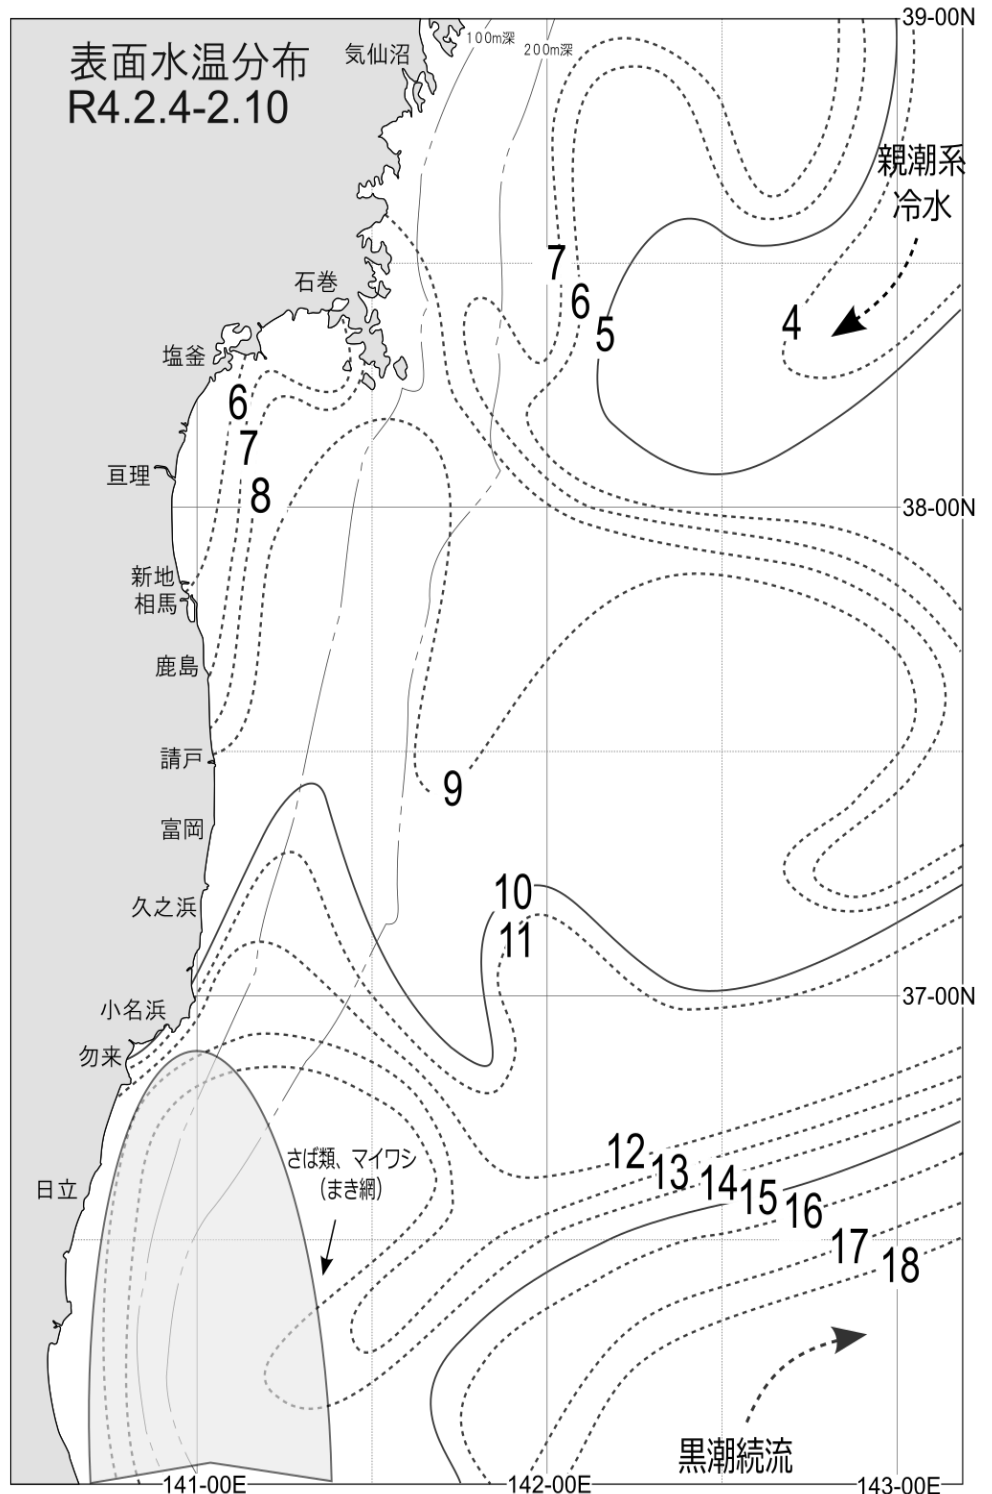 表面水温分布
R4.2.4-2.10
気仙沼
100m深
200m深
39-00N
親潮系
冷水
石巻
塩釜
亘理
新地
相馬
鹿島
請戸
富岡
久之浜
小名浜
勿来
日立
7
6
5
4
6
7
8
38-00N
9
10
11
37-00N
12
13
14
15
16
17
18
さば類、マイワシ
(まき網)
黒潮続流
141-00E
142-00E
143-00E